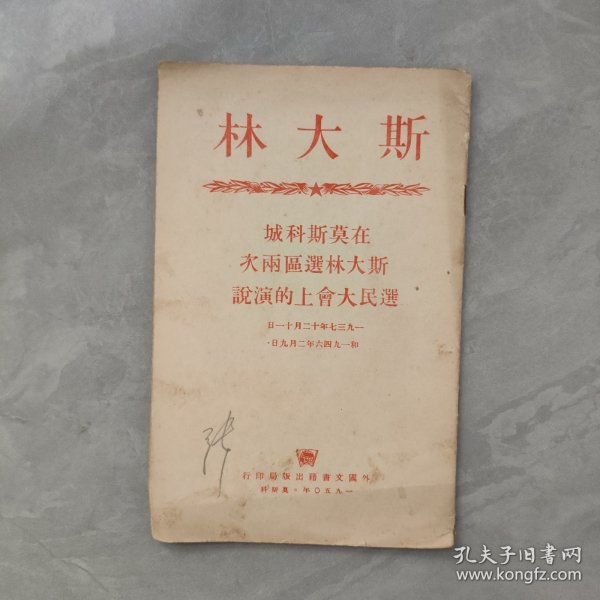 斯大林
在莫斯科城
斯大林選區兩次
選民大會上的演說
一九三七年十二月十一日
和一九四六年二月九日·
張
外國文書籍出版局印行
一九五〇年·莫斯科
孔夫子旧书网
www.kongfz.com